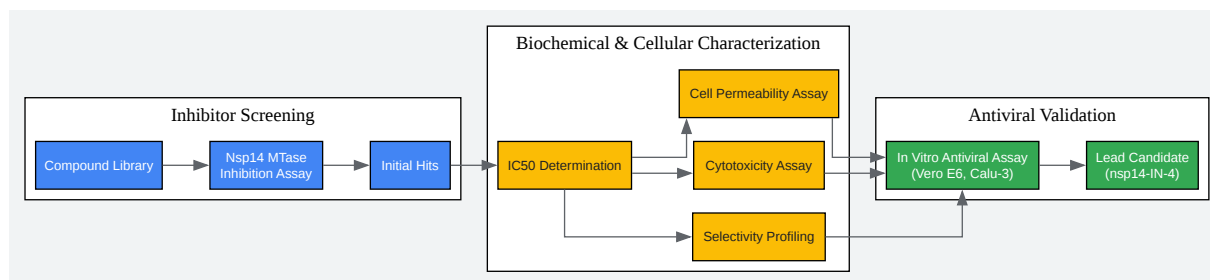 Inhibitor Screening
Compound Library
Nsp14 MTase
Inhibition Assay
Initial Hits
Biochemical & Cellular Characterization
IC50 Determination
Cell Permeability Assay
Cytotoxicity Assay
Selectivity Profiling
Antiviral Validation
In Vitro Antiviral Assay
(Vero E6, Calu-3)
Lead Candidate
(nsp14-IN-4)